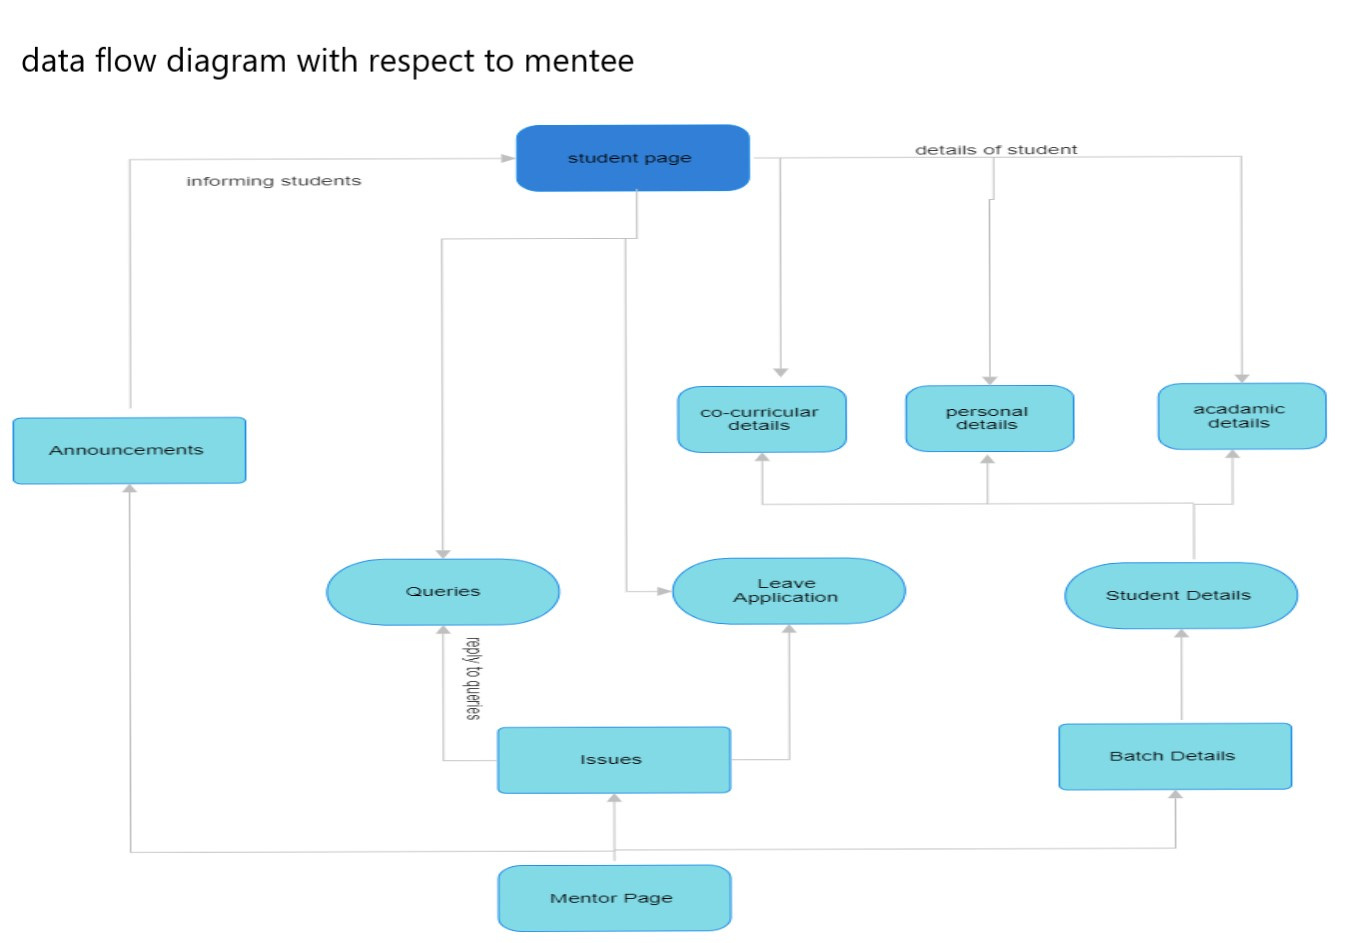 data flow diagram with respect to mentee
student page
details of student
informing students
co-curricular
details
personal
details
acadamic
details
Announcements
Queries
Leave
Application
Student Details
reply to queries
Issues
Batch Details
Mentor Page